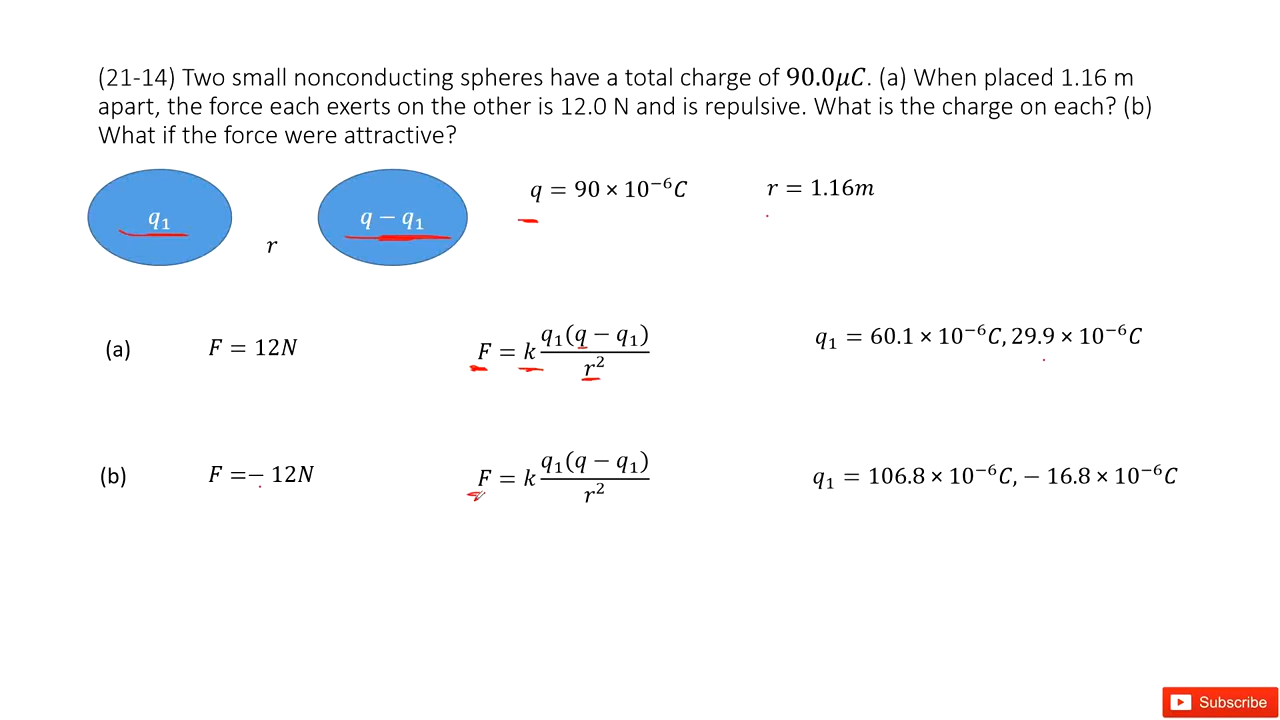 (21-14) Two small nonconducting spheres have a total charge of 90.0μC. (a) When placed 1.16 m
apart, the force each exerts on the other is 12.0 N and is repulsive. What is the charge on each? (b)
What if the force were attractive?
q₁ r q − q₁ q = 90 × 10⁻⁶C r = 1.16m
(a) F = 12N F = k q₁(q − q₁) / r² q₁ = 60.1 × 10⁻⁶C, 29.9 × 10⁻⁶C
(b) F =− 12N F = k q₁(q − q₁) / r² q₁ = 106.8 × 10⁻⁶C, − 16.8 × 10⁻⁶C
Subscribe